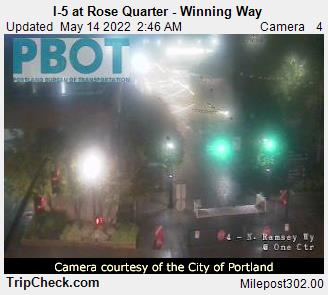 I-5 at Rose Quarter - Winning Way
Updated May 14 2022 2:46 AM Camera 4
PBOT
PORTLAND BUREAU OF TRANSPORTATION
4 - N. Ramsey Wy
@ One Ctr
Camera courtesy of the City of Portland
TripCheck.com Milepost302.00